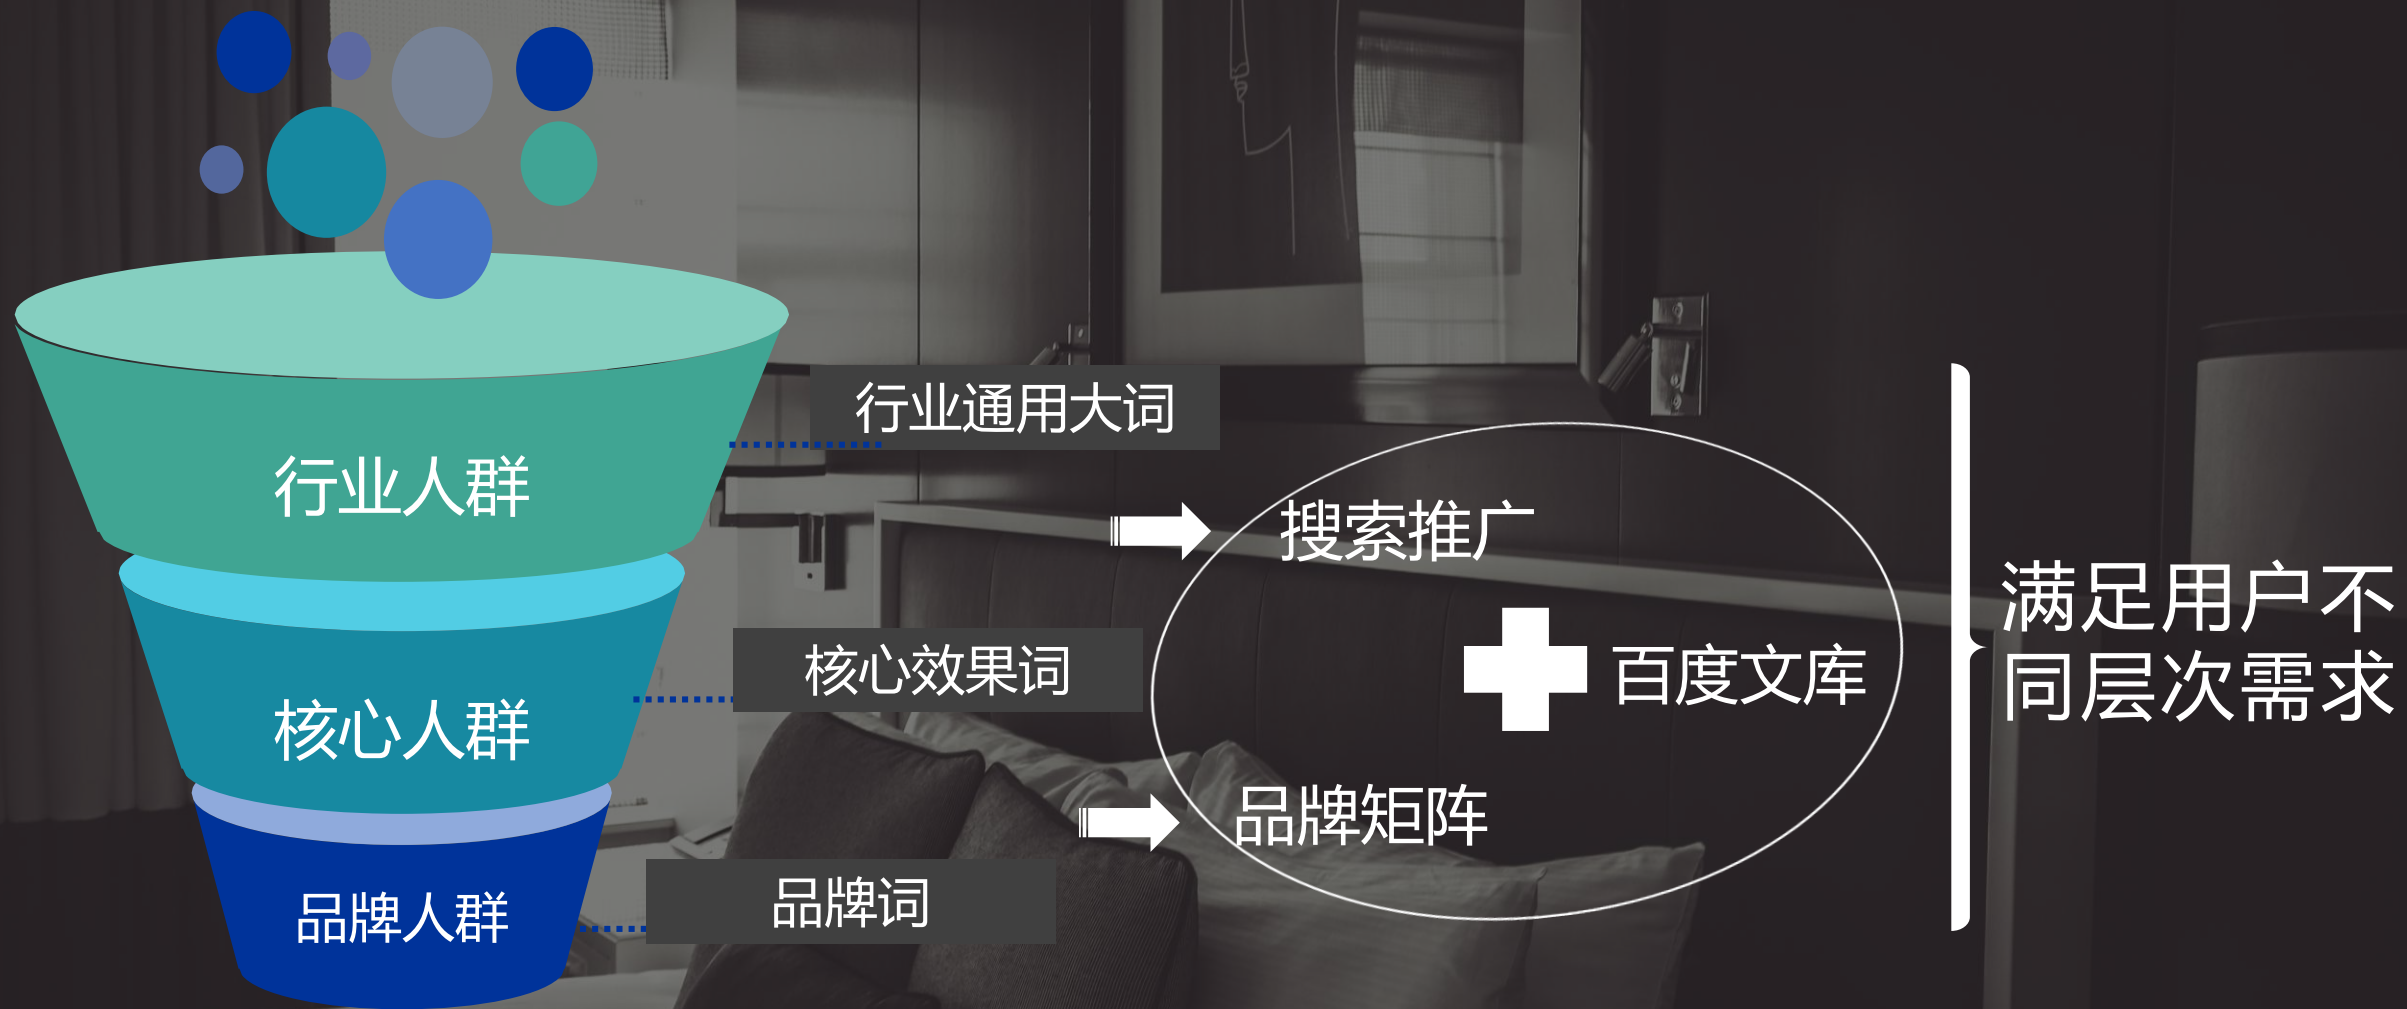 行业通用大词
行业人群
搜索推广
核心效果词
百度文库
满足用户不
同层次需求
核心人群
品牌矩阵
品牌词
品牌人群